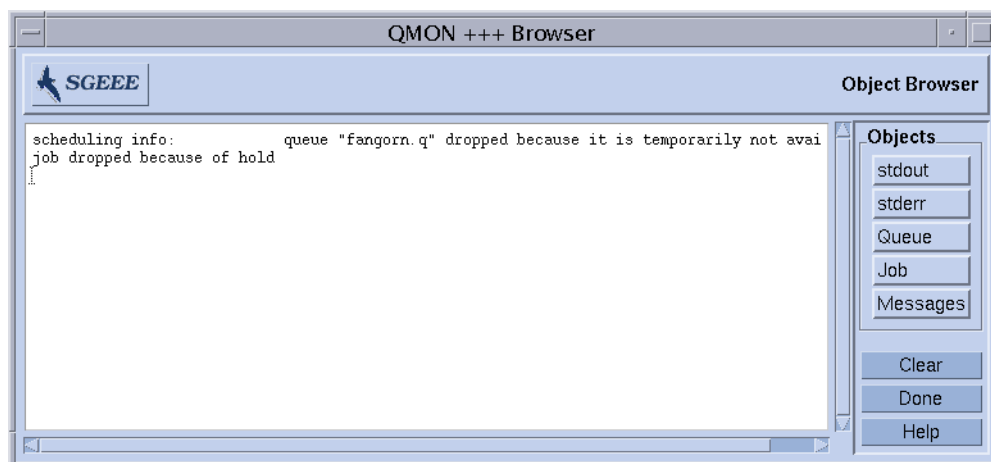 QMON +++ Browser
SGEEE
Object Browser
scheduling info: queue "fangorn.q" dropped because it is temporarily not avai
job dropped because of hold
Objects
stdout
stderr
Queue
Job
Messages
Clear
Done
Help